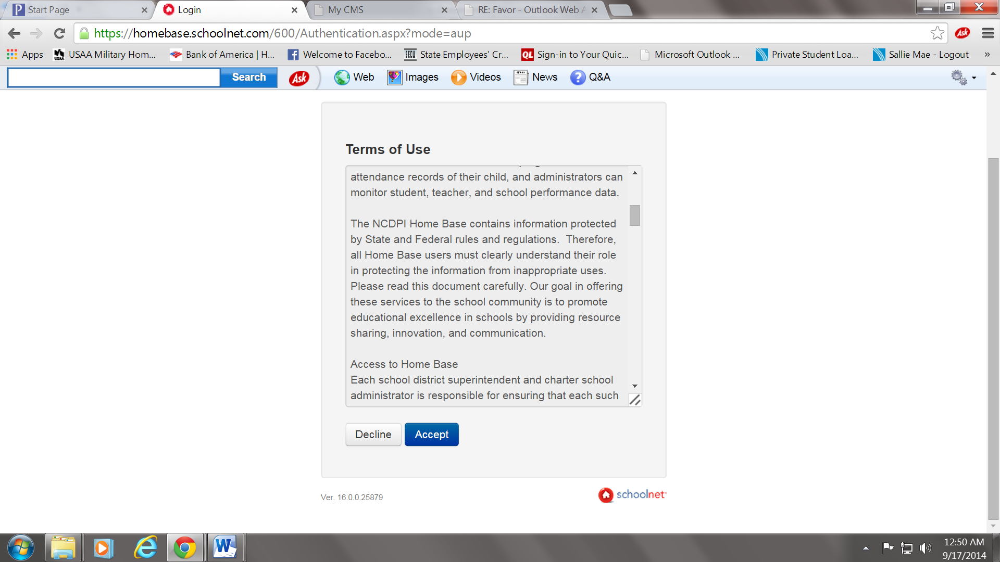 Start Page
Login
My CMS
RE: Favor - Outlook Web A
https://homebase.schoolnet.com/600/Authentication.aspx?mode=aup
Ask
Apps
USAA Military Hom...
Bank of America | H...
Welcome to Facebo...
SECU State Employees' Cr...
QL Sign-in to Your Quic...
Microsoft Outlook ...
Private Student Loa...
Sallie Mae - Logout
»
Search
Ask
Web
Images
Videos
News
Q&A
Terms of Use
attendance records of their child, and administrators can
monitor student, teacher, and school performance data.
The NCDPI Home Base contains information protected
by State and Federal rules and regulations.  Therefore,
all Home Base users must clearly understand their role
in protecting the information from inappropriate uses.
Please read this document carefully. Our goal in offering
these services to the school community is to promote
educational excellence in schools by providing resource
sharing, innovation, and communication.
Access to Home Base
Each school district superintendent and charter school
administrator is responsible for ensuring that each such
Decline
Accept
Ver. 16.0.0.25879
schoolnet
12:50 AM
9/17/2014